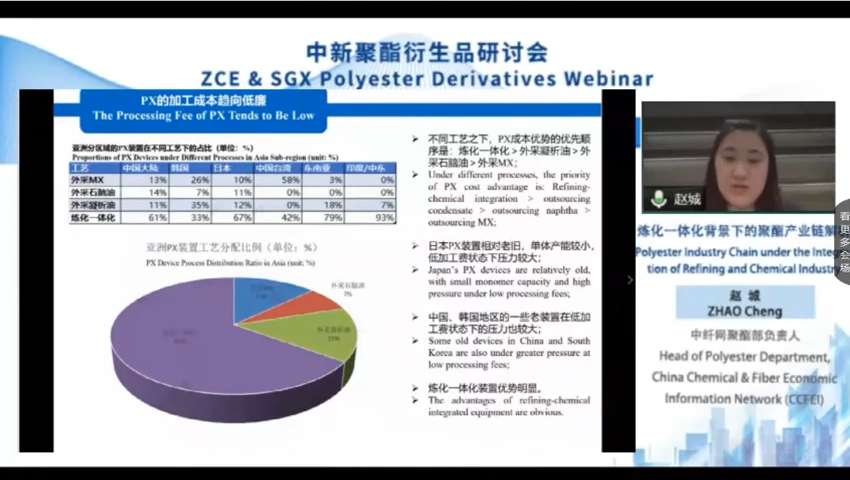 中新聚酯衍生品研讨会
ZCE & SGX Polyester Derivatives Webinar
PX的加工成本趋向低廉
The Processing Fee of PX Tends to Be Low
亚洲分区域的PX装置在不同工艺下的占比（单位：%）
Proportions of PX Devices under Different Processes in Asia Sub-region (unit: %)
工艺 中国大陆 韩国 日本 中国台湾 东南亚 印度/中东
外采MX 13% 26% 10% 58% 3% 0%
外采石脑油 14% 7% 11% 0% 0% 0%
外采凝析油 11% 35% 12% 0% 18% 7%
炼化一体化 61% 33% 67% 42% 79% 93%
亚洲PX装置工艺分配比例（单位：%）
PX Device Process Distribution Ratio in Asia (unit: %)
外采石脑油
7%
➢ 不同工艺之下，PX成本优势的优先顺
序是：炼化一体化＞外采凝析油＞外
采石脑油＞外采MX；
➢ Under different processes, the priority
of PX cost advantage is: Refining-
chemical integration > outsourcing
condensate > outsourcing naphtha >
outsourcing MX;
➢ 日本PX装置相对老旧，单体产能较小，
低加工费状态下压力较大；
➢ Japan's PX devices are relatively old,
with small monomer capacity and high
pressure under low processing fees;
➢ 中国、韩国地区的一些老装置在低加
工费状态下的压力也较大；
➢ Some old devices in China and South
Korea are also under greater pressure at
low processing fees;
➢ 炼化一体化装置优势明显。
➢ The advantages of refining-chemical
integrated equipment are obvious.
赵城
炼化一体化背景下的聚酯产业链解
Polyester Industry Chain under the Integ
tion of Refining and Chemical Industry
赵 城
ZHAO Cheng
中纤网聚酯部负责人
Head of Polyester Department,
China Chemical & Fiber Economic
Information Network (CCFEI)
看
更
多
会
场